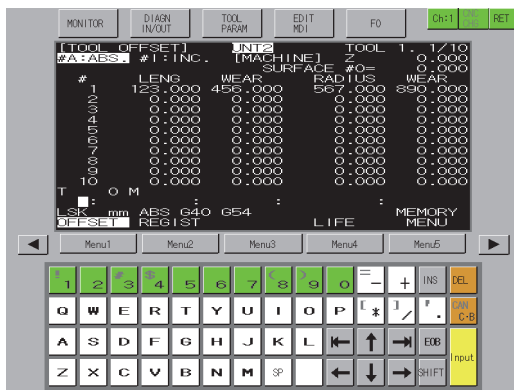 MONITOR DIAGN IN/OUT TOOL PARAM EDIT MDI FO Ch:1 CNC CHG RET
[TOOL OFFSET] UNT2 TOOL 1. 1/10
#A:ABS. #I:INC. [MACHINE] Z 0.000
SURFACE #0= 0.000
# LENG WEAR RADIUS WEAR
1 123.000 456.000 567.000 890.000
2 0.000 0.000 0.000 0.000
3 0.000 0.000 0.000 0.000
4 0.000 0.000 0.000 0.000
5 0.000 0.000 0.000 0.000
6 0.000 0.000 0.000 0.000
7 0.000 0.000 0.000 0.000
8 0.000 0.000 0.000 0.000
9 0.000 0.000 0.000 0.000
10 0.000 0.000 0.000 0.000
T O M
: : : :
LSK mm ABS G40 G54 MEMORY
OFFSET REGIST LIFE MENU
Menu1 Menu2 Menu3 Menu4 Menu5
! 1 2 # 3 $ 4 5 6 7 ( 8 ) 9 0 = - + INS DEL
Q W E R T Y U I O P [ * ] / ' . CAN C·B
A S D F G H J K L EOB
Z X C V B N M SP SHIFT Input